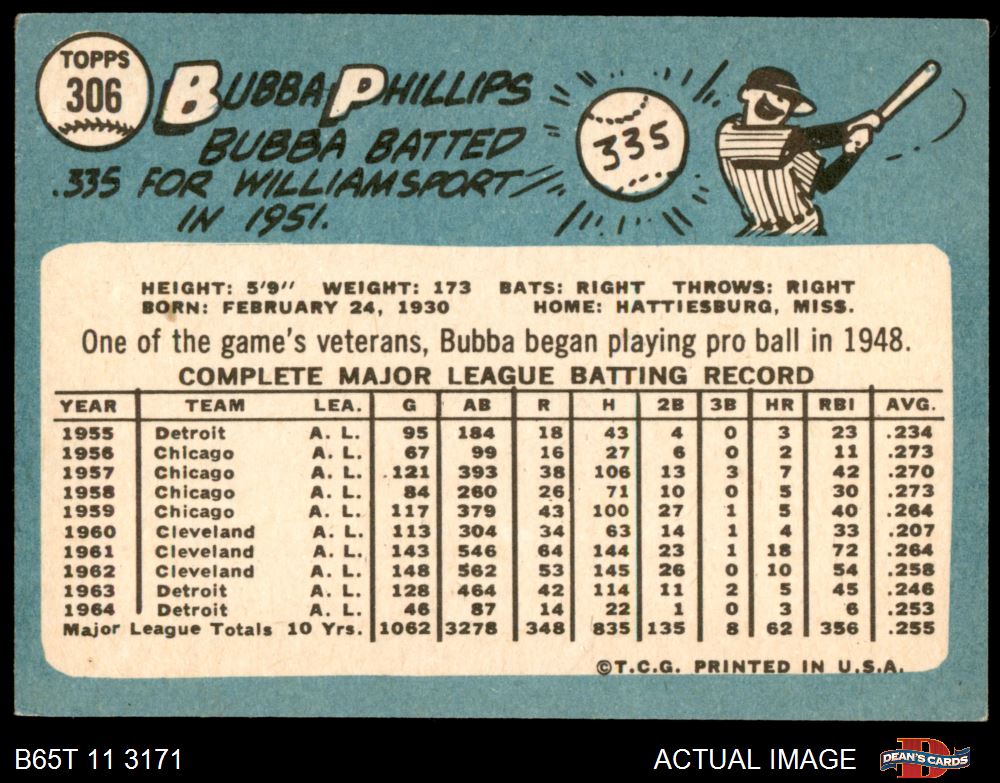 TOPPS
306
BUBBA PHILLIPS
BUBBA BATTED
.335 FOR WILLIAMSPORT
IN 1951.
335
HEIGHT: 5'9" WEIGHT: 173 BATS: RIGHT THROWS: RIGHT
BORN: FEBRUARY 24, 1930 HOME: HATTIESBURG, MISS.
One of the game's veterans, Bubba began playing pro ball in 1948.
COMPLETE MAJOR LEAGUE BATTING RECORD
YEAR TEAM LEA. G AB R H 2B 3B HR RBI AVG.
1955 Detroit A. L. 95 184 18 43 4 0 3 23 .234
1956 Chicago A. L. 67 99 16 27 6 0 2 11 .273
1957 Chicago A. L. 121 393 38 106 13 3 7 42 .270
1958 Chicago A. L. 84 260 26 71 10 0 5 30 .273
1959 Chicago A. L. 117 379 43 100 27 1 5 40 .264
1960 Cleveland A. L. 113 304 34 63 14 1 4 33 .207
1961 Cleveland A. L. 143 546 64 144 23 1 18 72 .264
1962 Cleveland A. L. 148 562 53 145 26 0 10 54 .258
1963 Detroit A. L. 128 464 42 114 11 2 5 45 .246
1964 Detroit A. L. 46 87 14 22 1 0 3 6 .253
Major League Totals 10 Yrs. 1062 3278 348 835 135 8 62 356 .255
©T.C.G. PRINTED IN U.S.A.
B65T 11 3171 ACTUAL IMAGE DEAN'S CARDS